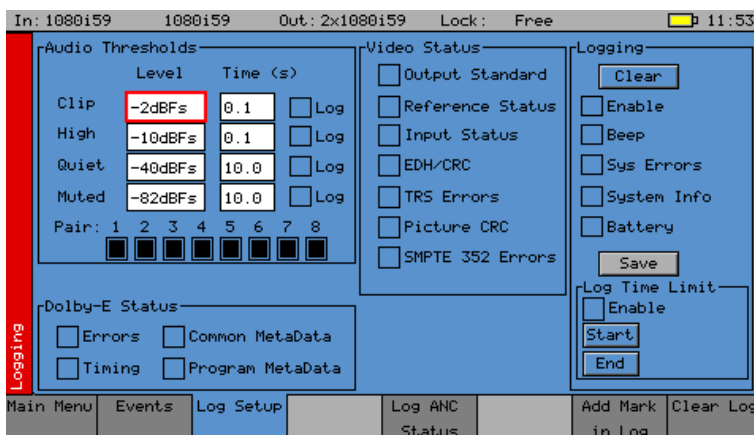 In: 1080i59 1080i59 Out: 2x1080i59 Lock: Free 11:53
Audio Thresholds
Level Time (s)
Clip -2dBFs 0.1 Log
High -10dBFs 0.1 Log
Quiet -40dBFs 10.0 Log
Muted -82dBFs 10.0 Log
Pair: 1 2 3 4 5 6 7 8
Video Status
Output Standard
Reference Status
Input Status
EDH/CRC
TRS Errors
Picture CRC
SMPTE 352 Errors
Logging
Clear
Enable
Beep
Sys Errors
System Info
Battery
Save
Log Time Limit
Enable
Start
End
Dolby-E Status
Errors Common MetaData
Timing Program MetaData
Logging
Main Menu Events Log Setup Log ANC Status Add Mark in Log Clear Log